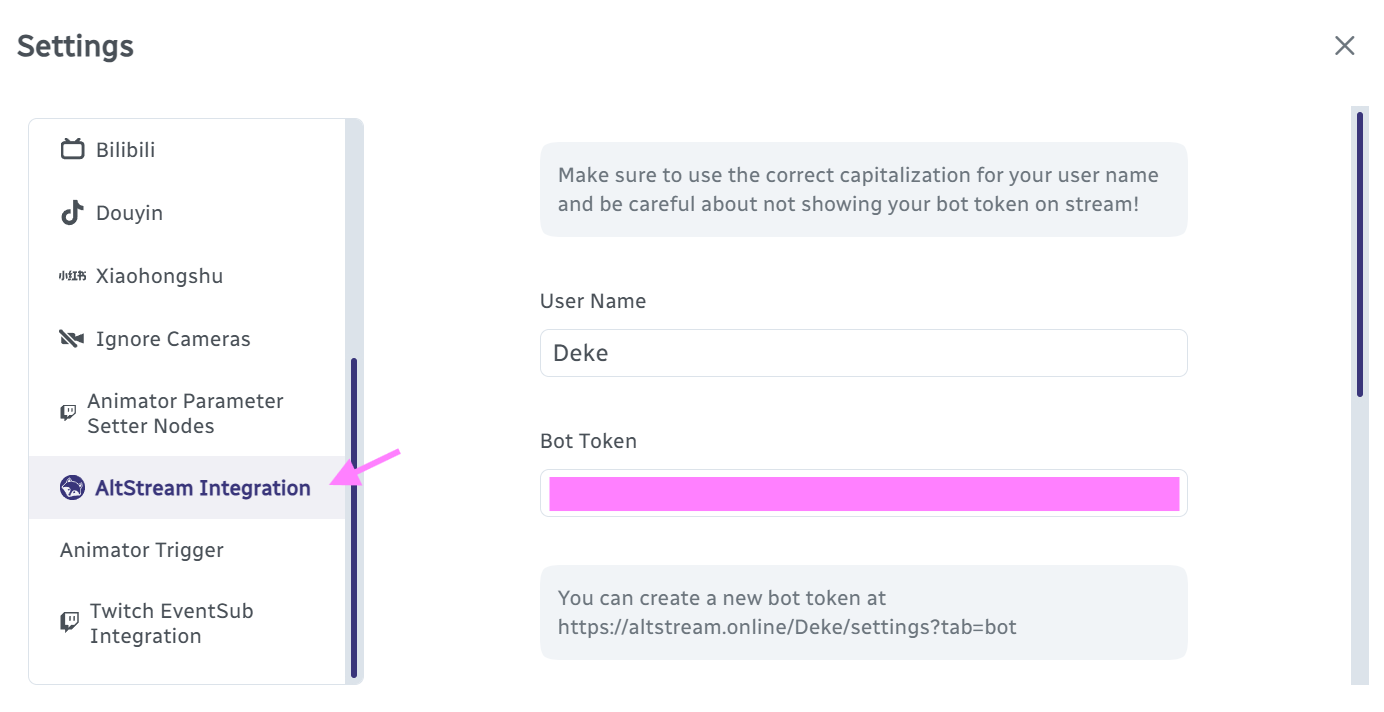 Settings
Bilibili
Douyin
小红书 Xiaohongshu
Ignore Cameras
Animator Parameter
Setter Nodes
AltStream Integration
Animator Trigger
Twitch EventSub
Integration
Make sure to use the correct capitalization for your user name
and be careful about not showing your bot token on stream!
User Name
Deke
Bot Token
You can create a new bot token at
https://altstream.online/Deke/settings?tab=bot